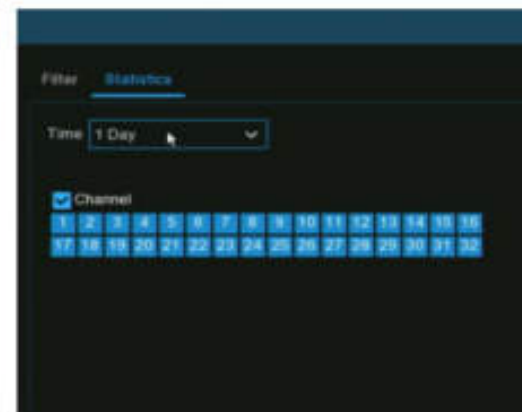 Filter Statistics
Time 1 Day
Channel
1 2 3 4 5 6 7 8 9 10 11 12 13 14 15 16
17 18 19 20 21 22 23 24 25 26 27 28 29 30 31 32